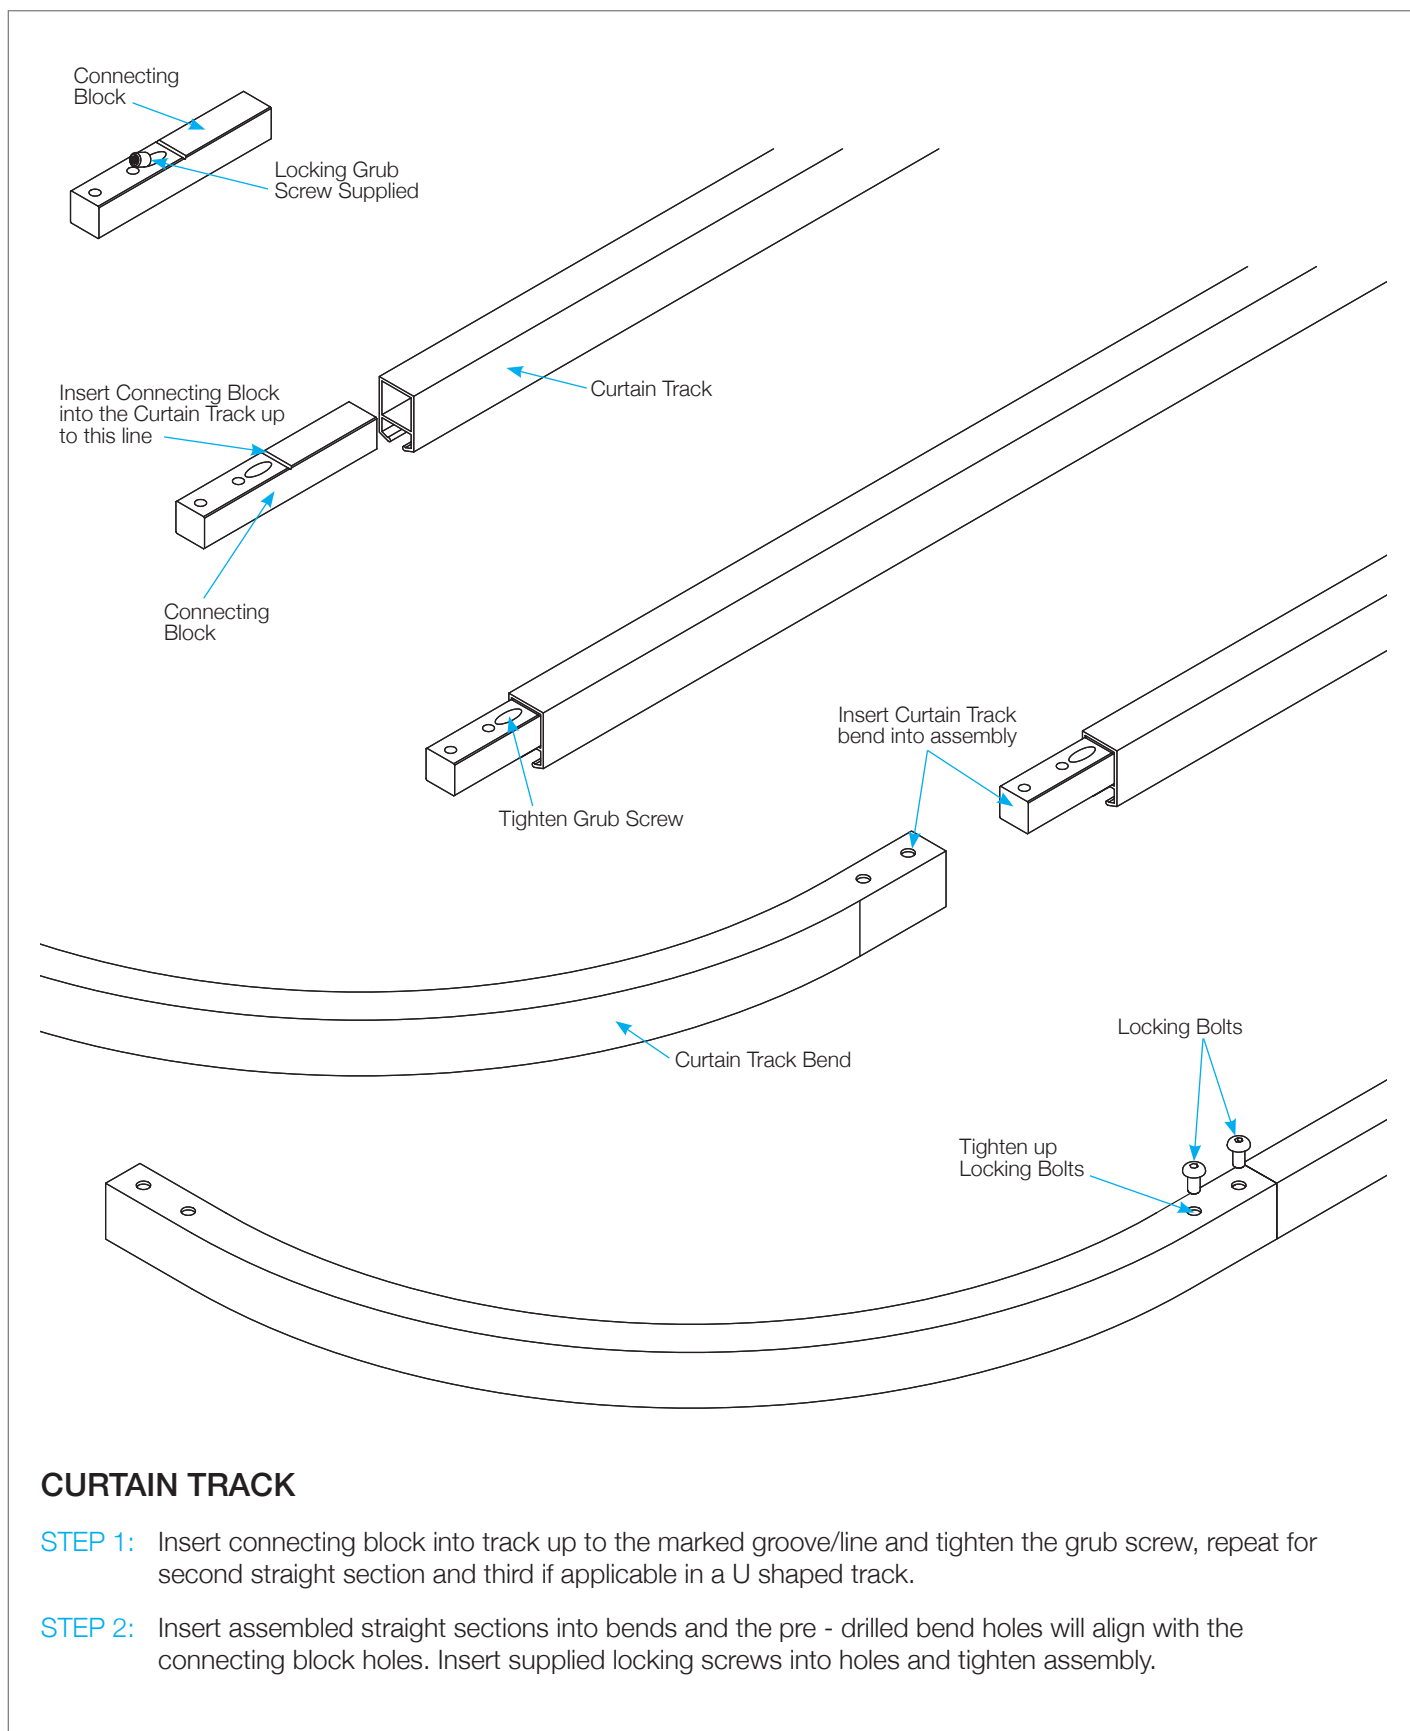 Connecting
Block
Locking Grub
Screw Supplied
Insert Connecting Block
into the Curtain Track up
to this line
Curtain Track
Connecting
Block
Insert Curtain Track
bend into assembly
Tighten Grub Screw
Locking Bolts
Curtain Track Bend
Tighten up
Locking Bolts
CURTAIN TRACK
STEP 1: Insert connecting block into track up to the marked groove/line and tighten the grub screw, repeat for
second straight section and third if applicable in a U shaped track.
STEP 2: Insert assembled straight sections into bends and the pre - drilled bend holes will align with the
connecting block holes. Insert supplied locking screws into holes and tighten assembly.